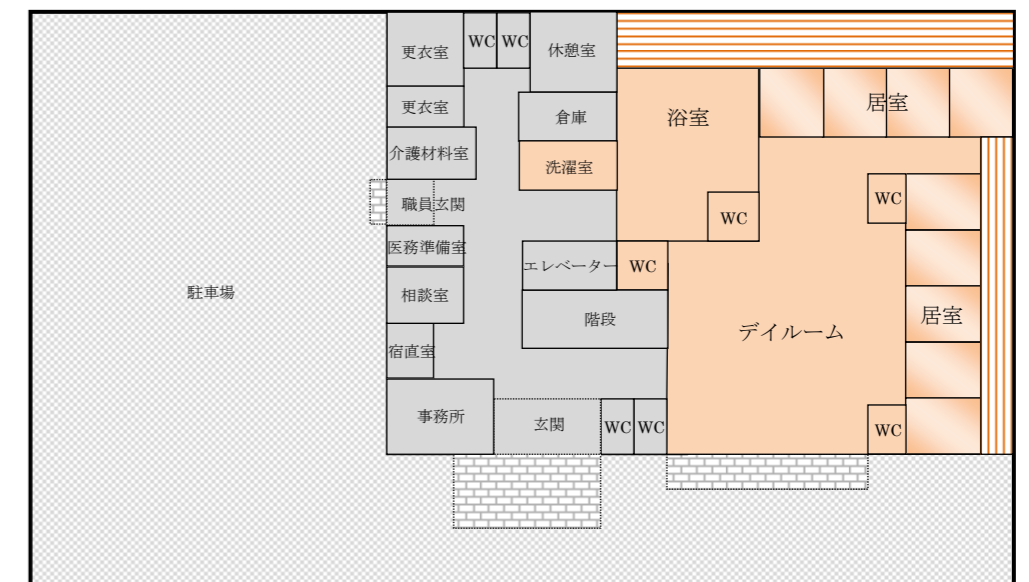 更衣室
WC
WC
休憩室
更衣室
倉庫
浴室
居室
介護材料室
洗濯室
職員玄関
WC
WC
医務準備室
エレベーター
WC
駐車場
相談室
階段
デイルーム
居室
宿直室
事務所
玄関
WC
WC
WC